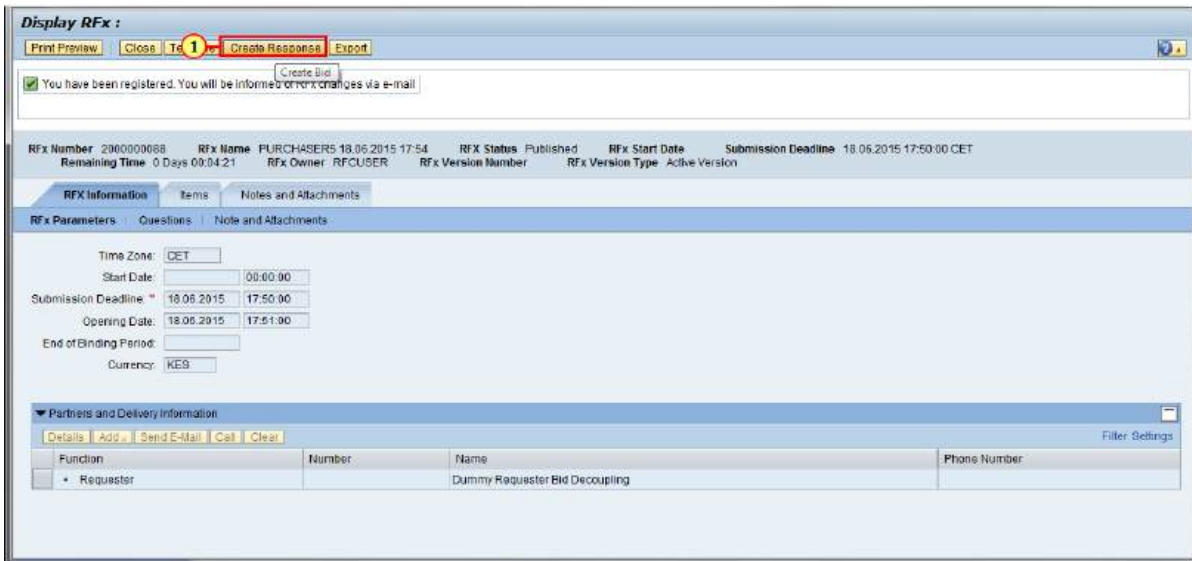 Display RFx :
Print Preview Close Te 1 Create Response Export
Create Bid
You have been registered. You will be informed of RFx changes via e-mail
RFx Number 2000000088 RFx Name PURCHASER5 18.06.2015 17:54 RFX Status Published RFx Start Date Submission Deadline 18.06.2015 17:50:00 CET
Remaining Time 0 Days 00:04:21 RFx Owner RFCUSER RFx Version Number RFx Version Type Active Version
RFX Information Items Notes and Attachments
RFx Parameters Questions Note and Attachments
Time Zone: CET
Start Date: 00:00:00
Submission Deadline: * 18.06.2015 17:50:00
Opening Date: 18.06.2015 17:51:00
End of Binding Period:
Currency: KES
Partners and Delivery Information
Details Add Send E-Mail Call Clear Filter Settings
Function Number Name Phone Number
• Requester Dummy Requester Bid Decoupling